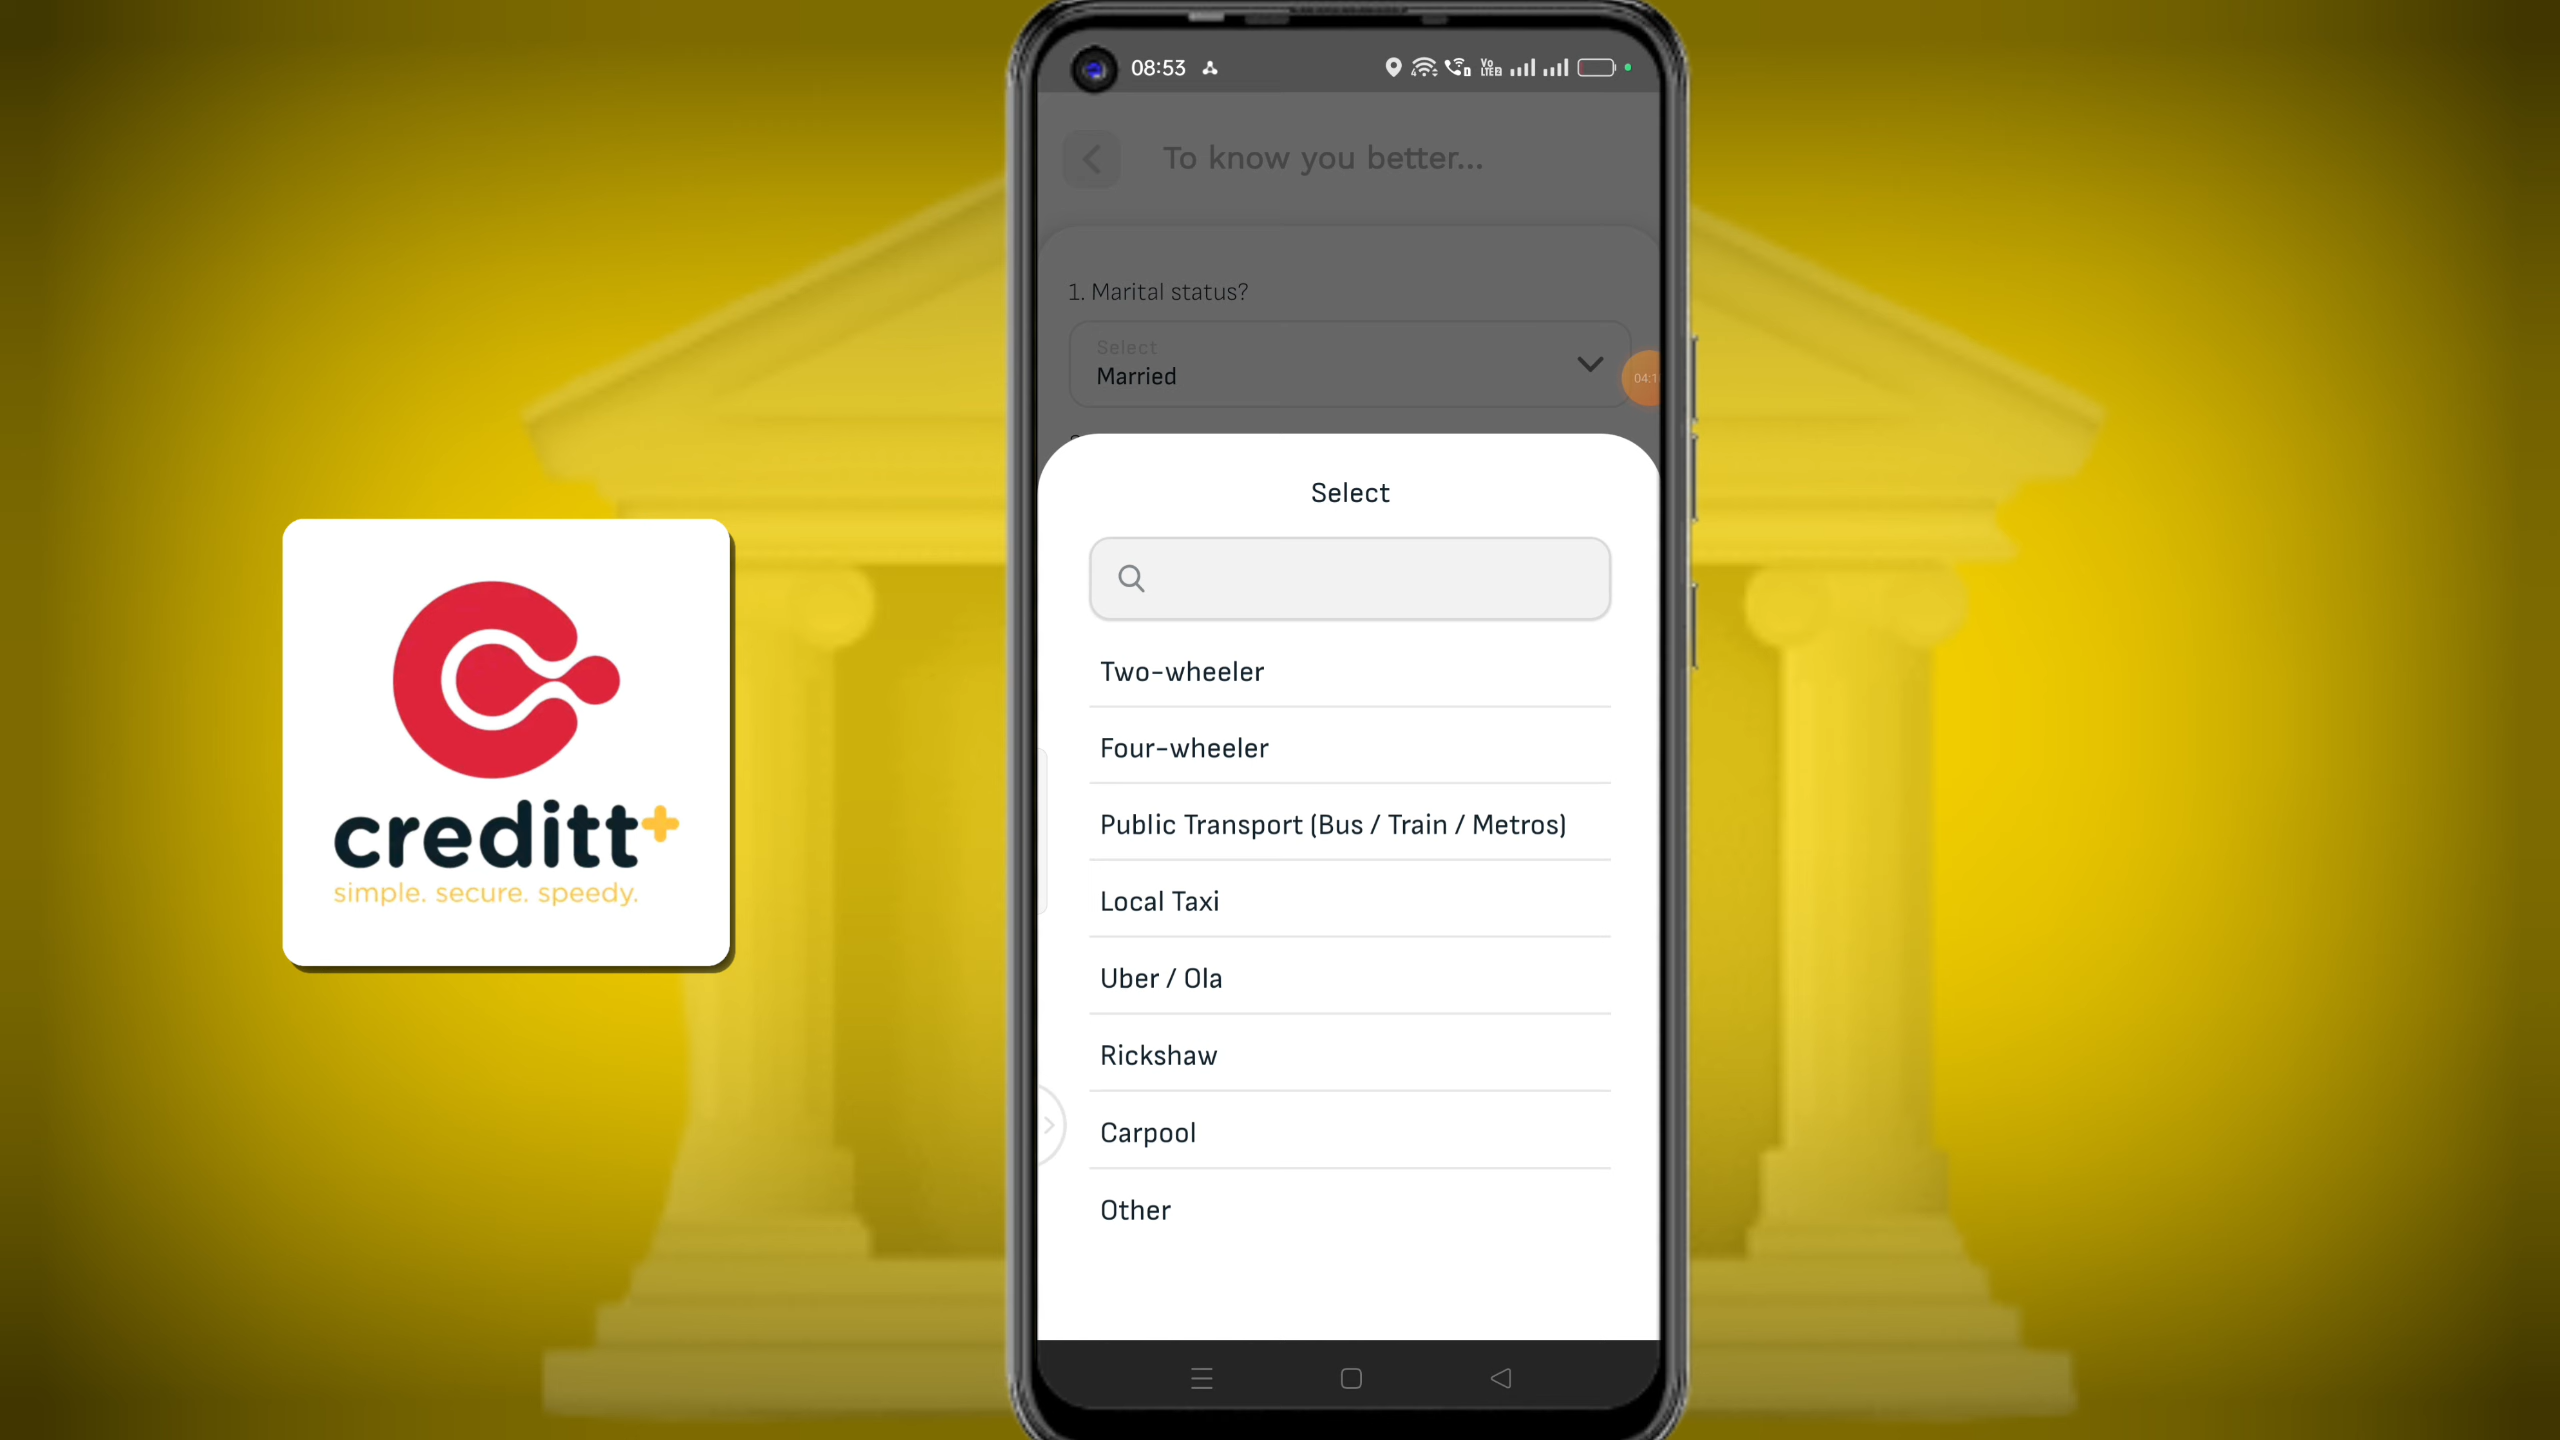 creditt+
simple. secure. speedy.
08:53
To know you better...
1. Marital status?
Select
Married
Select
Two-wheeler
Four-wheeler
Public Transport (Bus / Train / Metros)
Local Taxi
Uber / Ola
Rickshaw
Carpool
Other